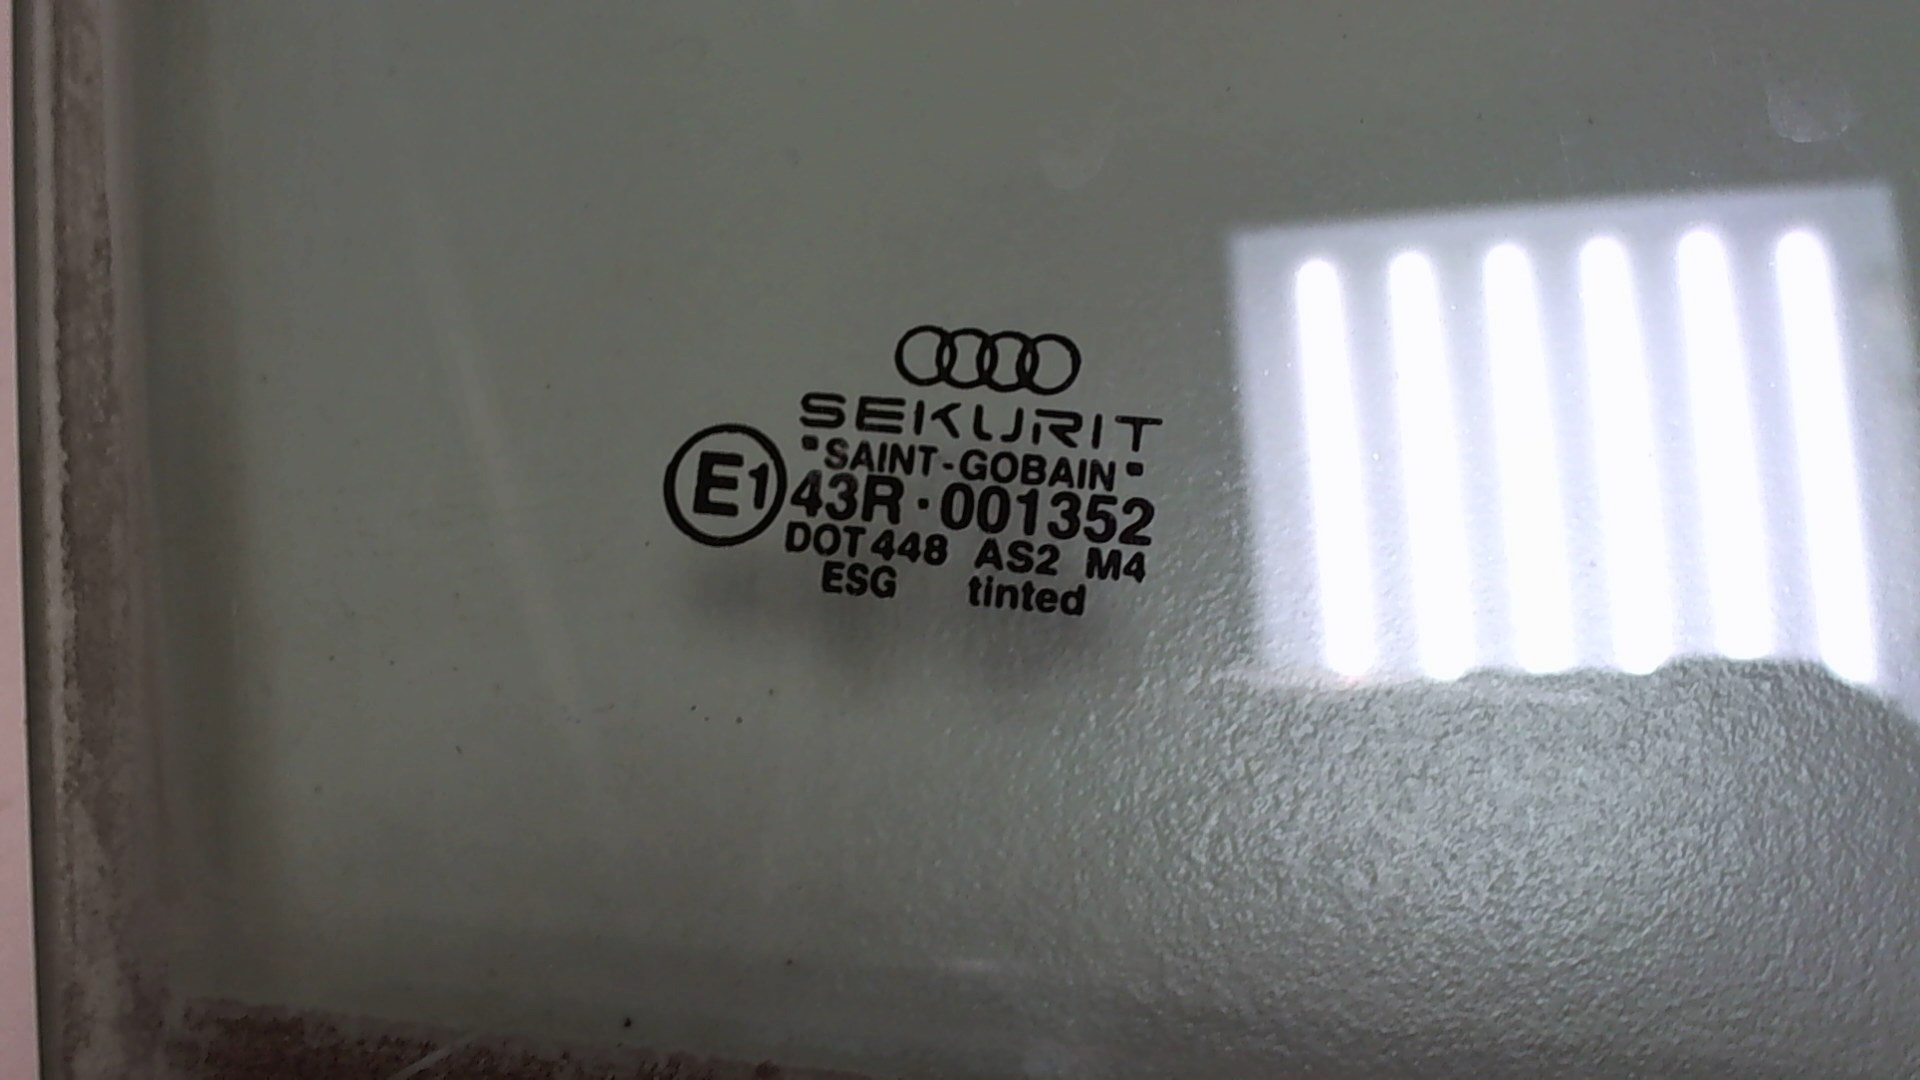 SEKURIT
"SAINT-GOBAIN"
E1 43R·001352
DOT 448 AS2 M4
ESG tinted